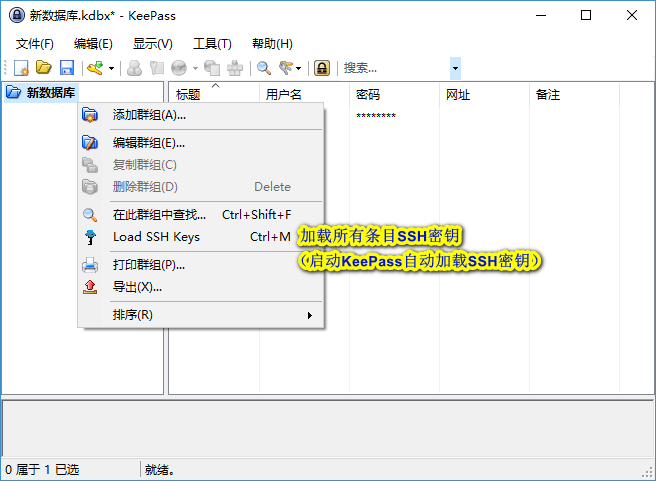 新数据库.kdbx* - KeePass
文件(F) 编辑(E) 显示(V) 工具(T) 帮助(H)
搜索...
新数据库
标题 用户名 密码 网址 备注
********
添加群组(A)...
编辑群组(E)...
复制群组(C)
删除群组(D) Delete
在此群组中查找... Ctrl+Shift+F
Load SSH Keys Ctrl+M
加载所有条目SSH密钥
（启动KeePass自动加载SSH密钥）
打印群组(P)...
导出(X)...
排序(R)
0 属于 1 已选 就绪。